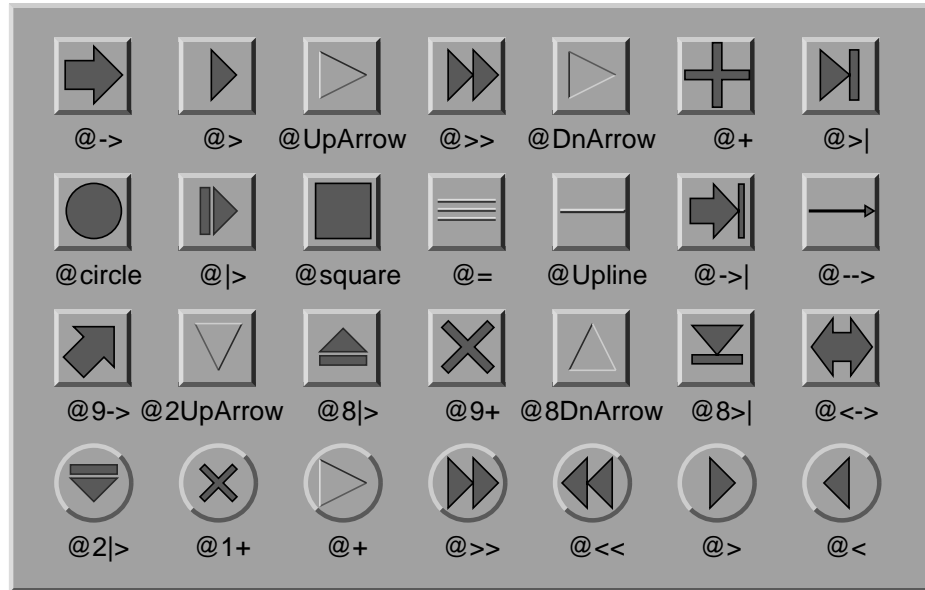 @-> @> @UpArrow @>> @DnArrow @+ @>|
@circle @|> @square @= @Upline @->| @-->
@9-> @2UpArrow @8|> @9+ @8DnArrow @8>| @<->
@2|> @1+ @+ @>> @<< @> @<